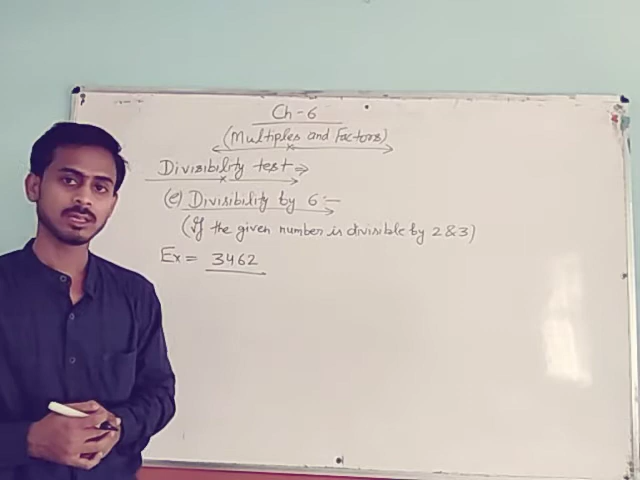 Ch-6
(Multiples and Factors)
Divisibility test ⇒
(e) Divisibility by 6:-
(If the given number is divisible by 2 & 3)
Ex = 3462